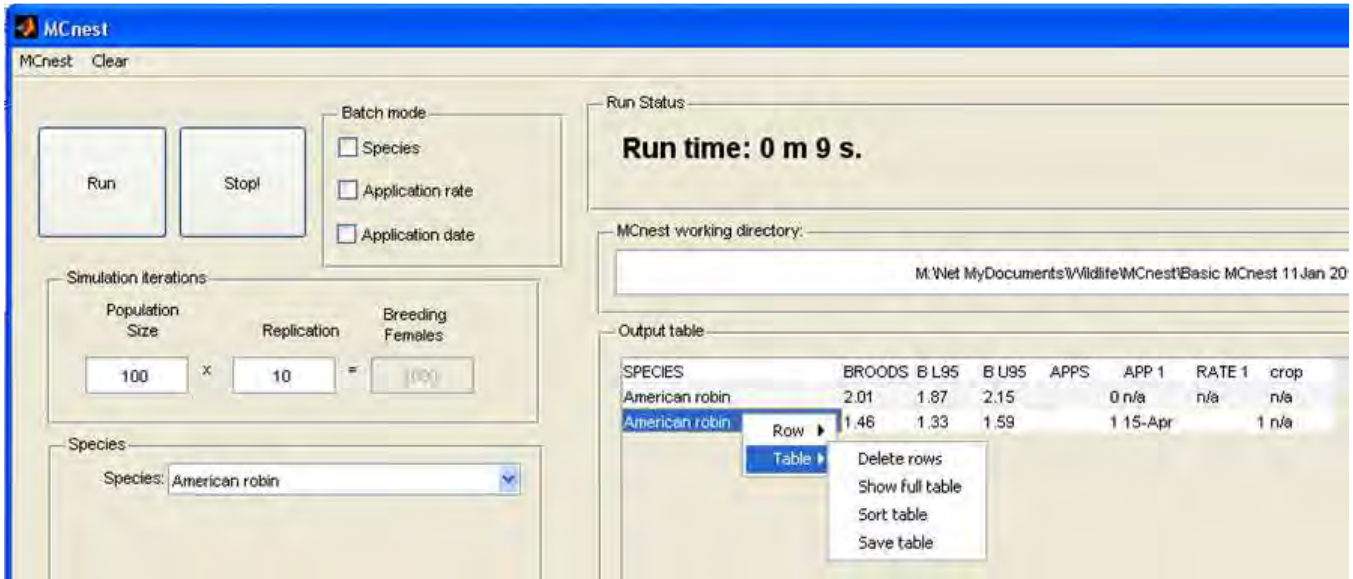 MCnest
MCnest Clear
Run
Stop!
Batch mode
Species
Application rate
Application date
Simulation iterations
Population Size
Replication
Breeding Females
100 x 10 = 1000
Species
Species: American robin
Run Status
Run time: 0 m 9 s.
MCnest working directory:
M:\Net MyDocuments\Wildlife\MCnest\Basic MCnest 11Jan 20
Output table
SPECIES BROODS B L95 B U95 APPS APP 1 RATE 1 crop
American robin 2.01 1.87 2.15 0 n/a n/a n/a
American robin 1.46 1.33 1.59 1 15-Apr 1 n/a
Row
Table
Delete rows
Show full table
Sort table
Save table